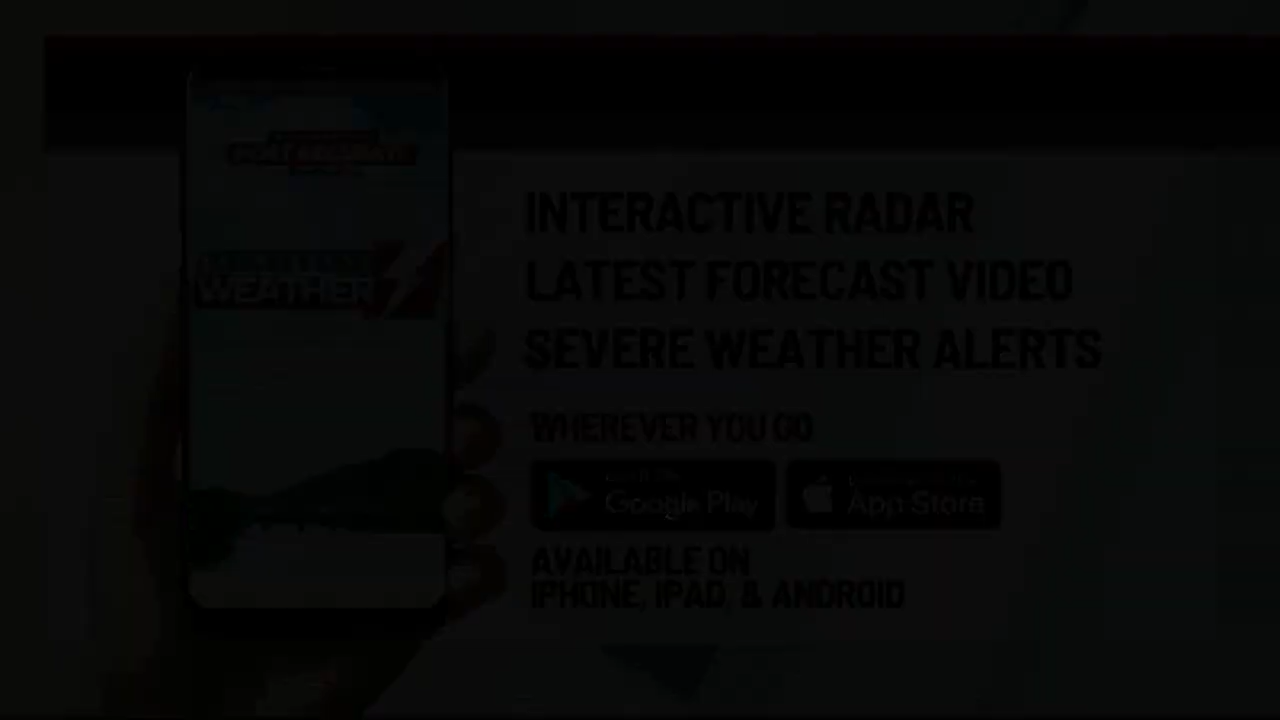 WEATHER
INTERACTIVE RADAR
LATEST FORECAST VIDEO
SEVERE WEATHER ALERTS
WHEREVER YOU GO
Google Play
App Store
AVAILABLE ON
IPHONE, IPAD & ANDROID